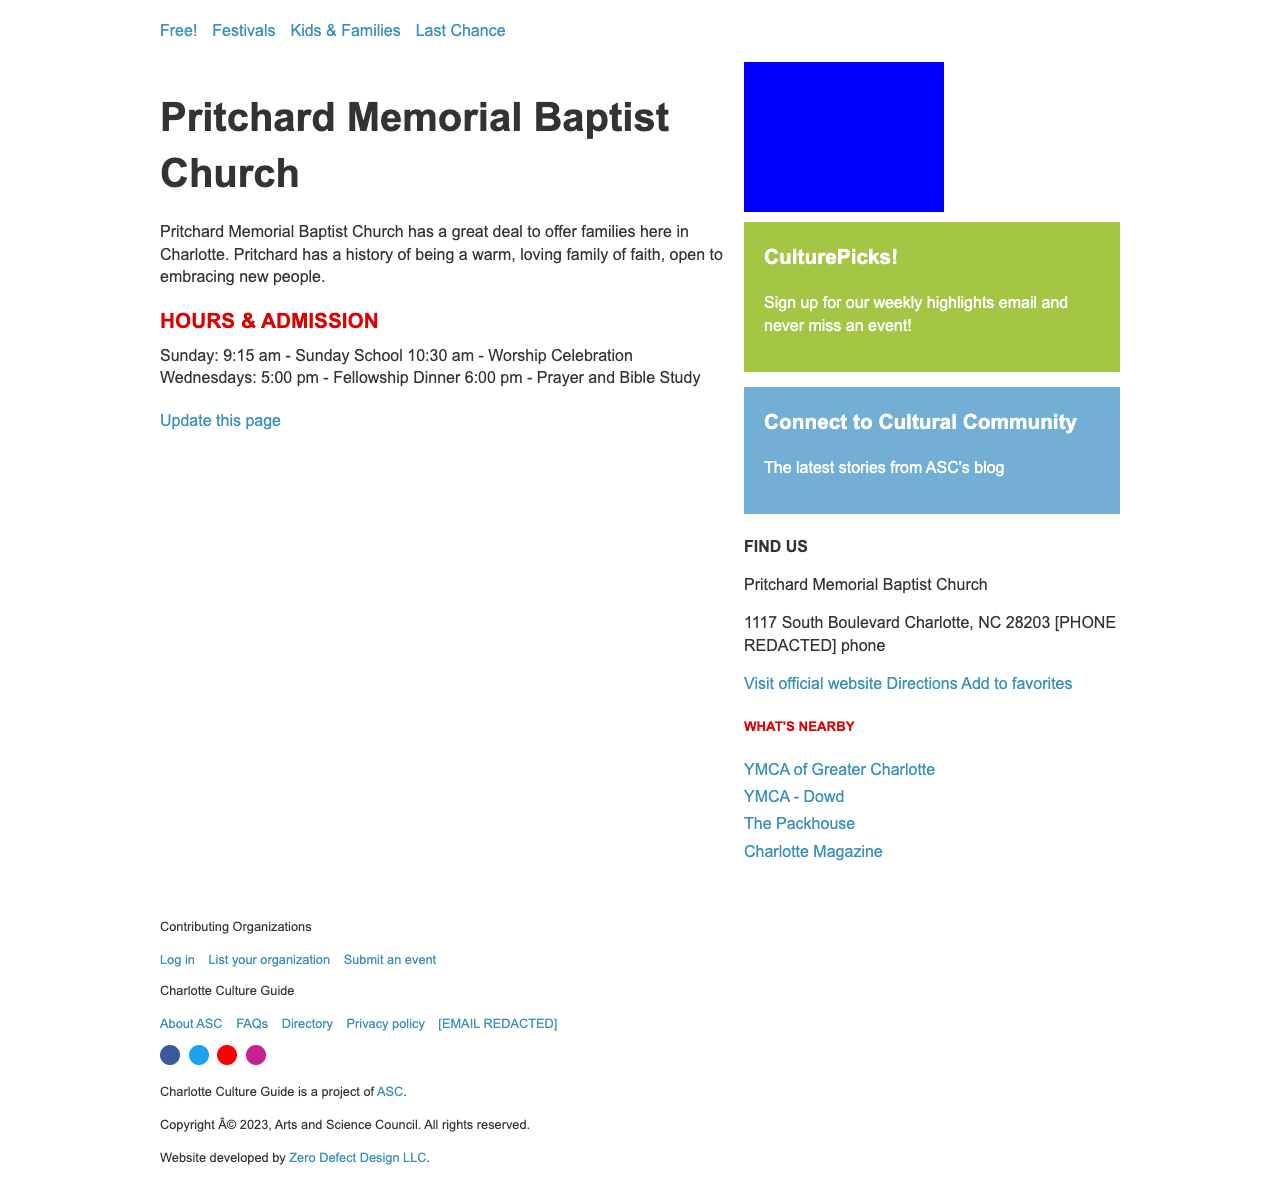 Free! Festivals Kids & Families Last Chance
Pritchard Memorial Baptist
Church
Pritchard Memorial Baptist Church has a great deal to offer families here in
Charlotte. Pritchard has a history of being a warm, loving family of faith, open to
embracing new people.
HOURS & ADMISSION
Sunday: 9:15 am - Sunday School 10:30 am - Worship Celebration
Wednesdays: 5:00 pm - Fellowship Dinner 6:00 pm - Prayer and Bible Study
Update this page
CulturePicks!
Sign up for our weekly highlights email and
never miss an event!
Connect to Cultural Community
The latest stories from ASC's blog
FIND US
Pritchard Memorial Baptist Church
1117 South Boulevard Charlotte, NC 28203 [PHONE
REDACTED] phone
Visit official website Directions Add to favorites
WHAT'S NEARBY
YMCA of Greater Charlotte
YMCA - Dowd
The Packhouse
Charlotte Magazine
Contributing Organizations
Log in List your organization Submit an event
Charlotte Culture Guide
About ASC FAQs Directory Privacy policy [EMAIL REDACTED]
Charlotte Culture Guide is a project of ASC.
Copyright Â© 2023, Arts and Science Council. All rights reserved.
Website developed by Zero Defect Design LLC.